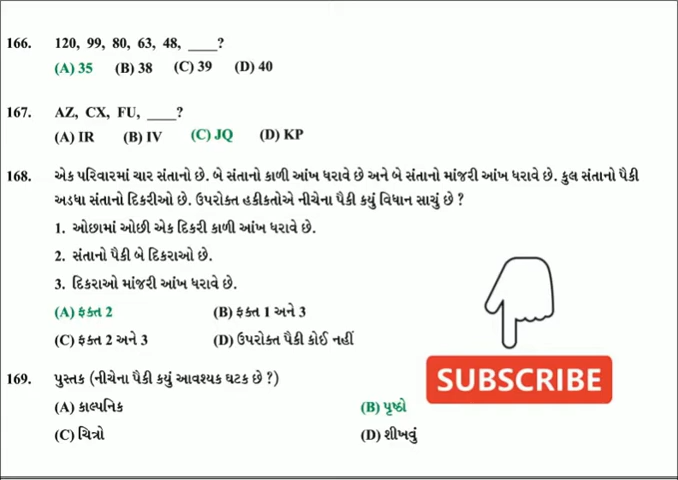 166. 120, 99, 80, 63, 48, ____?
(A) 35 (B) 38 (C) 39 (D) 40
167. AZ, CX, FU, ____?
(A) IR (B) IV (C) JQ (D) KP
168. એક પરિવારમાં ચાર સંતાનો છે. બે સંતાનો કાળી આંખ ધરાવે છે અને બે સંતાનો માંજરી આંખ ધરાવે છે. કુલ સંતાનો પૈકી
અડધા સંતાનો દિકરીઓ છે. ઉપરોક્ત હકીકતોએ નીચેના પૈકી કયું વિધાન સાચું છે ?
1. ઓછામાં ઓછી એક દિકરી કાળી આંખ ધરાવે છે.
2. સંતાનો પૈકી બે દિકરાઓ છે.
3. દિકરાઓ માંજરી આંખ ધરાવે છે.
(A) ફક્ત 2 (B) ફક્ત 1 અને 3
(C) ફક્ત 2 અને 3 (D) ઉપરોક્ત પૈકી કોઈ નહીં
SUBSCRIBE
169. પુસ્તક (નીચેના પૈકી કયું આવશ્યક ઘટક છે ?)
(A) કાલ્પનિક (B) પૃષ્ઠો
(C) ચિત્રો (D) શીખવું